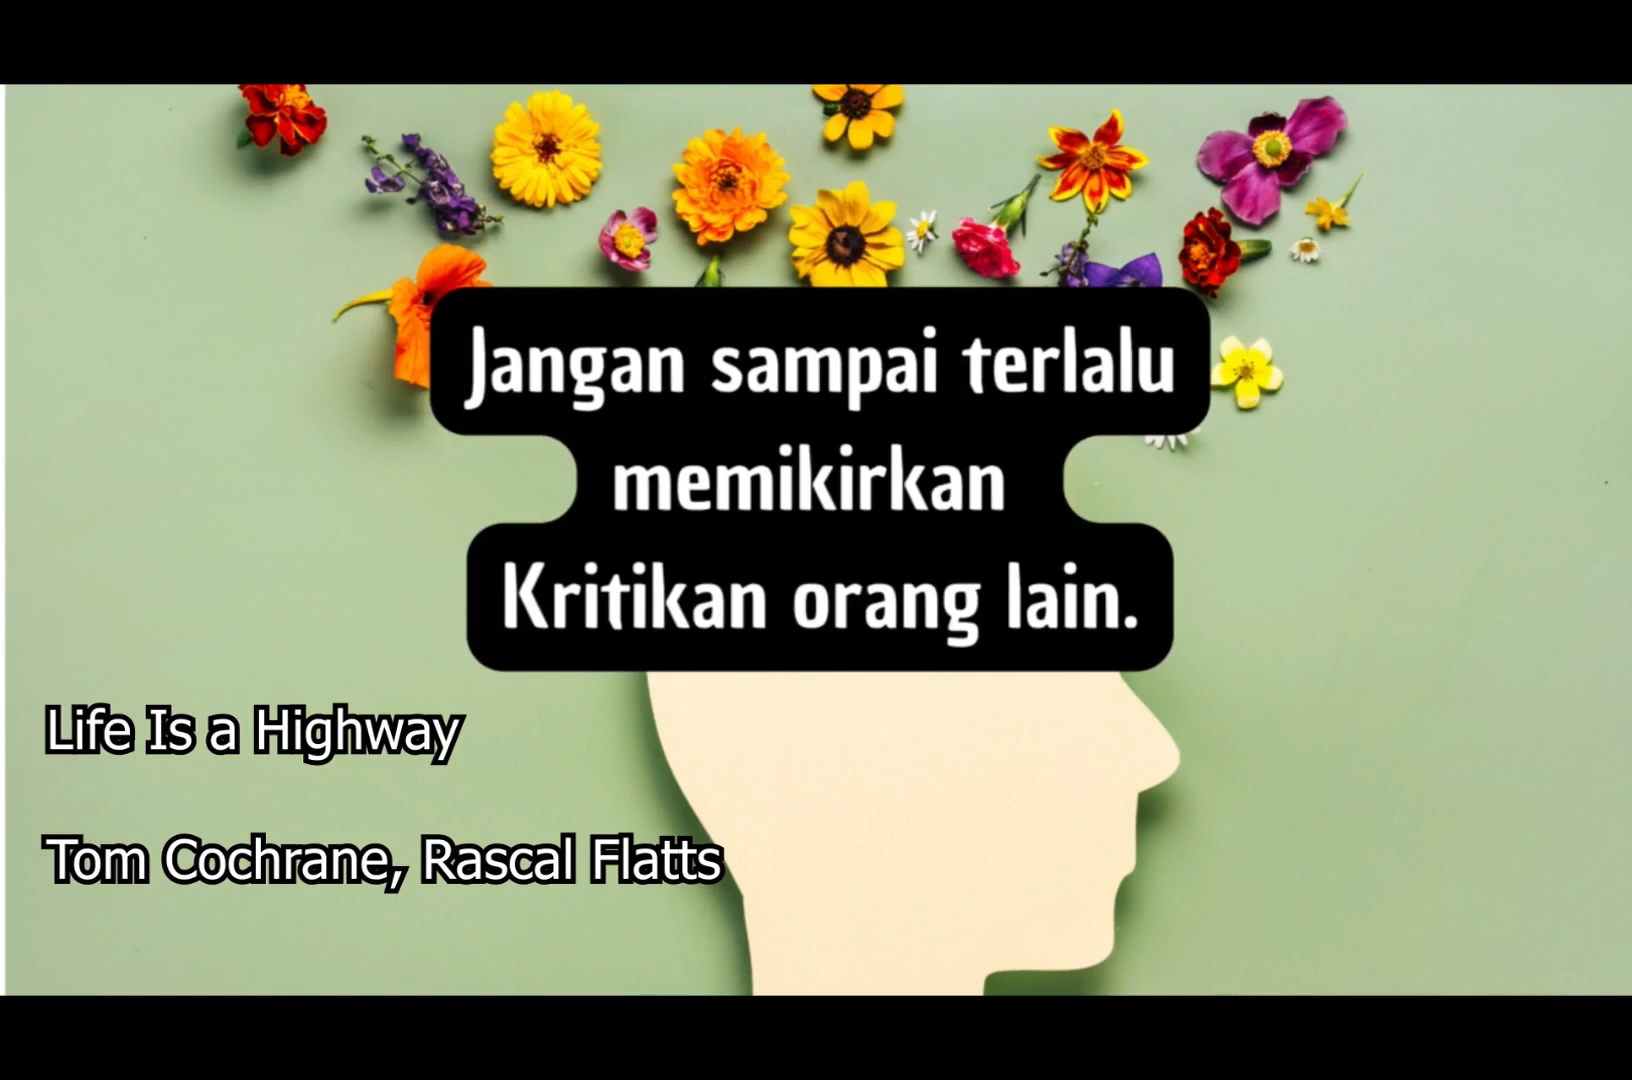 Jangan sampai terlalu
memikirkan
Kritikan orang lain.
Life Is a Highway
Tom Cochrane, Rascal Flatts